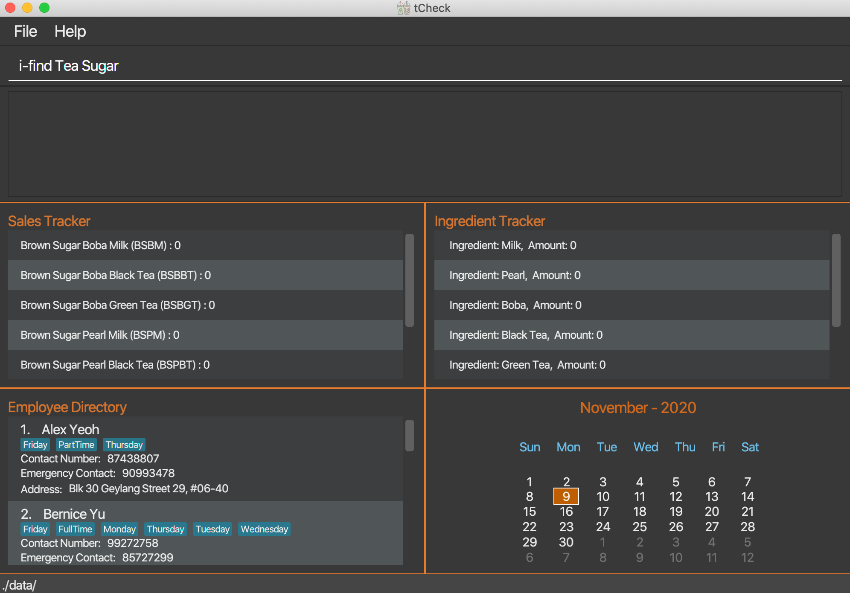 tCheck
File Help
i-find Tea Sugar
Sales Tracker
Brown Sugar Boba Milk (BSBM) : 0
Brown Sugar Boba Black Tea (BSBBT) : 0
Brown Sugar Boba Green Tea (BSBGT) : 0
Brown Sugar Pearl Milk (BSPM) : 0
Brown Sugar Pearl Black Tea (BSPBT) : 0
Ingredient Tracker
Ingredient: Milk, Amount: 0
Ingredient: Pearl, Amount: 0
Ingredient: Boba, Amount: 0
Ingredient: Black Tea, Amount: 0
Ingredient: Green Tea, Amount: 0
Employee Directory
1. Alex Yeoh
Friday PartTime Thursday
Contact Number: 87438807
Emergency Contact: 90993478
Address: Blk 30 Geylang Street 29, #06-40
2. Bernice Yu
Friday FullTime Monday Thursday Tuesday Wednesday
Contact Number: 99272758
Emergency Contact: 85727299
November - 2020
Sun Mon Tue Wed Thu Fri Sat
1 2 3 4 5 6 7
8 9 10 11 12 13 14
15 16 17 18 19 20 21
22 23 24 25 26 27 28
29 30 1 2 3 4 5
6 7 8 9 10 11 12
./data/